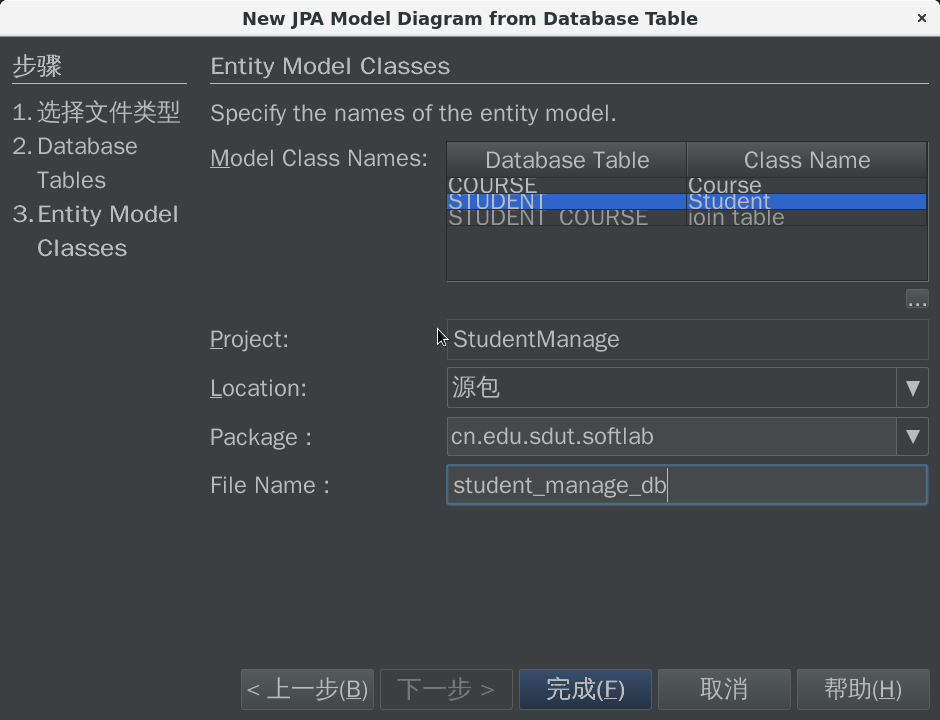 New JPA Model Diagram from Database Table
×
步骤
1. 选择文件类型
2. Database
Tables
3. Entity Model
Classes
Entity Model Classes
Specify the names of the entity model.
Model Class Names:
Database Table Class Name
COURSE Course
STUDENT Student
STUDENT_COURSE join table
...
Project: StudentManage
Location: 源包
Package : cn.edu.sdut.softlab
File Name : student_manage_db
< 上一步(B) 下一步 > 完成(F) 取消 帮助(H)